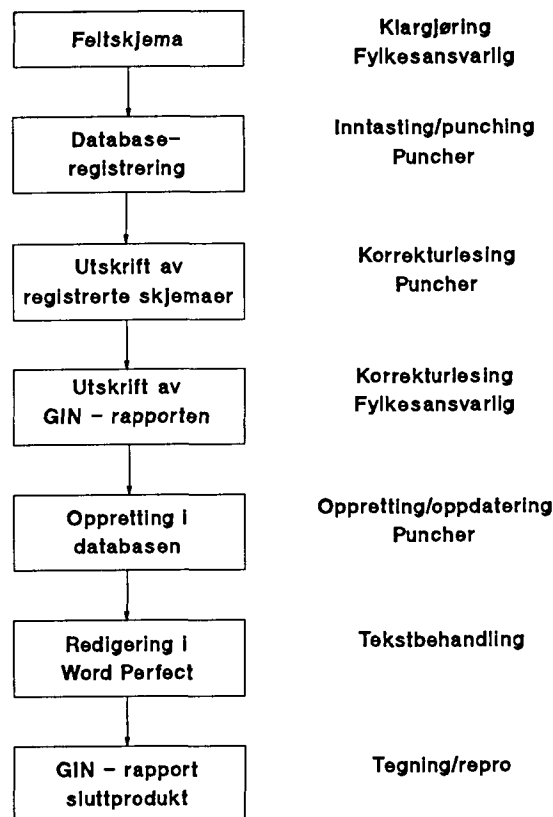 Feltskjema
Klargjøring
Fylkesansvarlig
Database–
registrering
Inntasting/punching
Puncher
Utskrift av
registrerte skjemaer
Korrekturlesing
Puncher
Utskrift av
GIN – rapporten
Korrekturlesing
Fylkesansvarlig
Oppretting i
databasen
Oppretting/oppdatering
Puncher
Redigering i
Word Perfect
Tekstbehandling
GIN – rapport
sluttprodukt
Tegning/repro